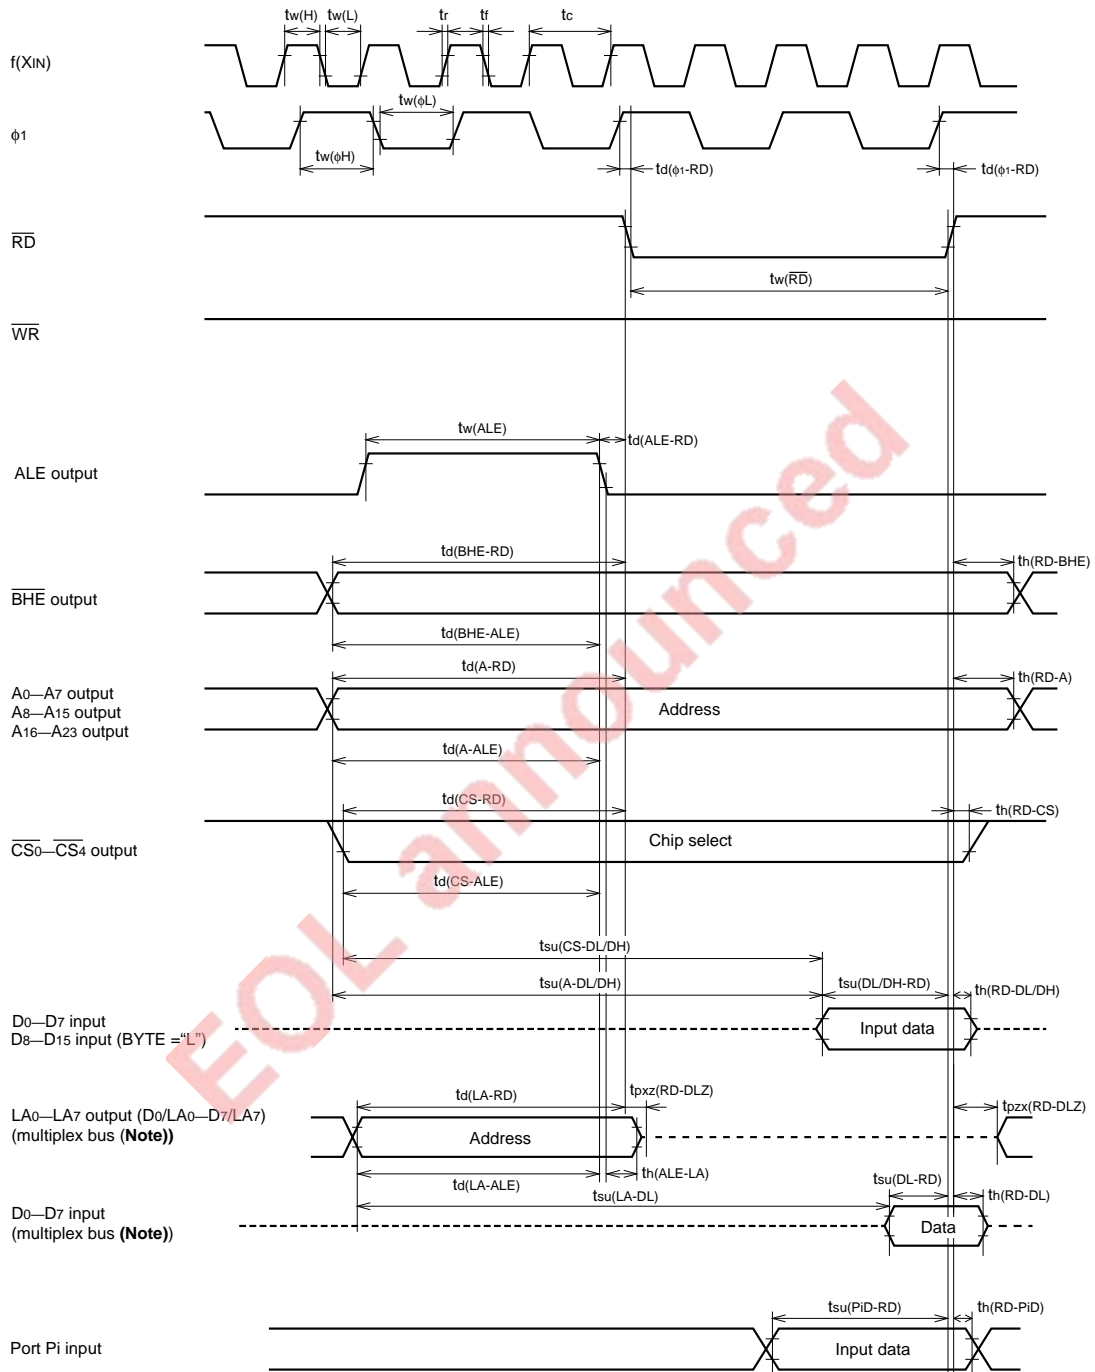 tw(H) tw(L) tr tf tc
f(XIN)
tw(ϕL)
ϕ1
tw(ϕH)
td(ϕ1-RD) td(ϕ1-RD)
RD
tw(RD)
WR
tw(ALE)
td(ALE-RD)
ALE output
td(BHE-RD)
th(RD-BHE)
BHE output
td(BHE-ALE)
td(A-RD)
th(RD-A)
A0—A7 output
A8—A15 output
A16—A23 output
Address
td(A-ALE)
td(CS-RD)
th(RD-CS)
CS0—CS4 output
Chip select
td(CS-ALE)
tsu(CS-DL/DH)
tsu(A-DL/DH) tsu(DL/DH-RD) th(RD-DL/DH)
D0—D7 input
D8—D15 input (BYTE =“L”)
Input data
td(LA-RD) tpxz(RD-DLZ) tpzx(RD-DLZ)
LA0—LA7 output (D0/LA0—D7/LA7)
(multiplex bus (Note))
Address
td(LA-ALE) th(ALE-LA)
tsu(LA-DL) tsu(DL-RD) th(RD-DL)
D0—D7 input
(multiplex bus (Note))
Data
tsu(PiD-RD) th(RD-PiD)
Port Pi input
Input data
EOL announced